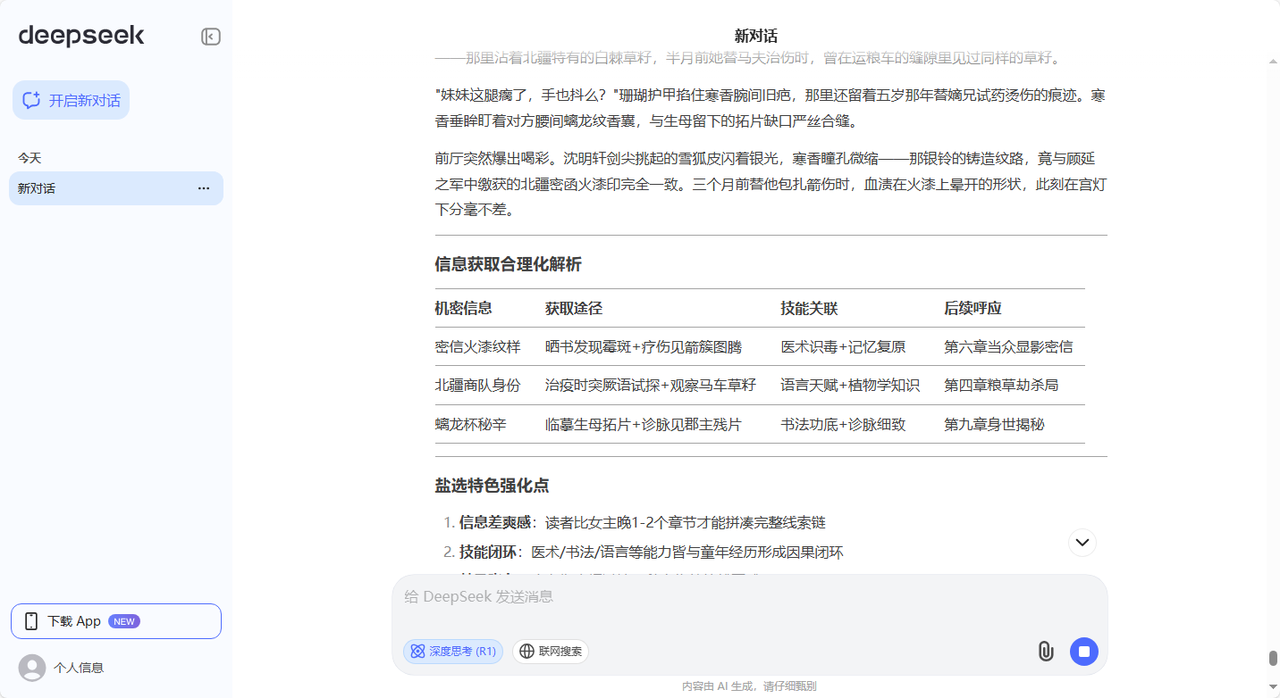 deepseek
开启新对话
今天
新对话
下载 App NEW
个人信息
新对话
——那里沾着北疆特有的白棘草籽，半月前她替马夫治伤时，曾在运粮车的缝隙里见过同样的草籽。
"妹妹这腿瘸了，手也抖么？"珊瑚护甲掐住寒香腕间旧疤，那里还留着五岁那年替嫡兄试药烫伤的痕迹。寒
香垂眸盯着对方腰间螭龙纹香囊，与生母留下的拓片缺口严丝合缝。
前厅突然爆出喝彩。沈明轩剑尖挑起的雪狐皮闪着银光，寒香瞳孔微缩——那银铃的铸造纹路，竟与顾延
之军中缴获的北疆密函火漆印完全一致。三个月前替他包扎箭伤时，血渍在火漆上晕开的形状，此刻在宫灯
下分毫不差。
信息获取合理化解析
机密信息 获取途径 技能关联 后续呼应
密信火漆纹样 晒书发现霉斑+疗伤见箭簇图腾 医术识毒+记忆复原 第六章当众显影密信
北疆商队身份 治疫时突厥语试探+观察马车草籽 语言天赋+植物学知识 第四章粮草劫杀局
螭龙杯秘辛 临摹生母拓片+诊脉见郡主残片 书法功底+诊脉细致 第九章身世揭秘
盐选特色强化点
1. 信息差爽感：读者比女主晚1-2个章节才能拼凑完整线索链
2. 技能闭环：医术/书法/语言等能力皆与童年经历形成因果闭环
给 DeepSeek 发送消息
深度思考 (R1) 联网搜索
内容由 AI 生成，请仔细甄别